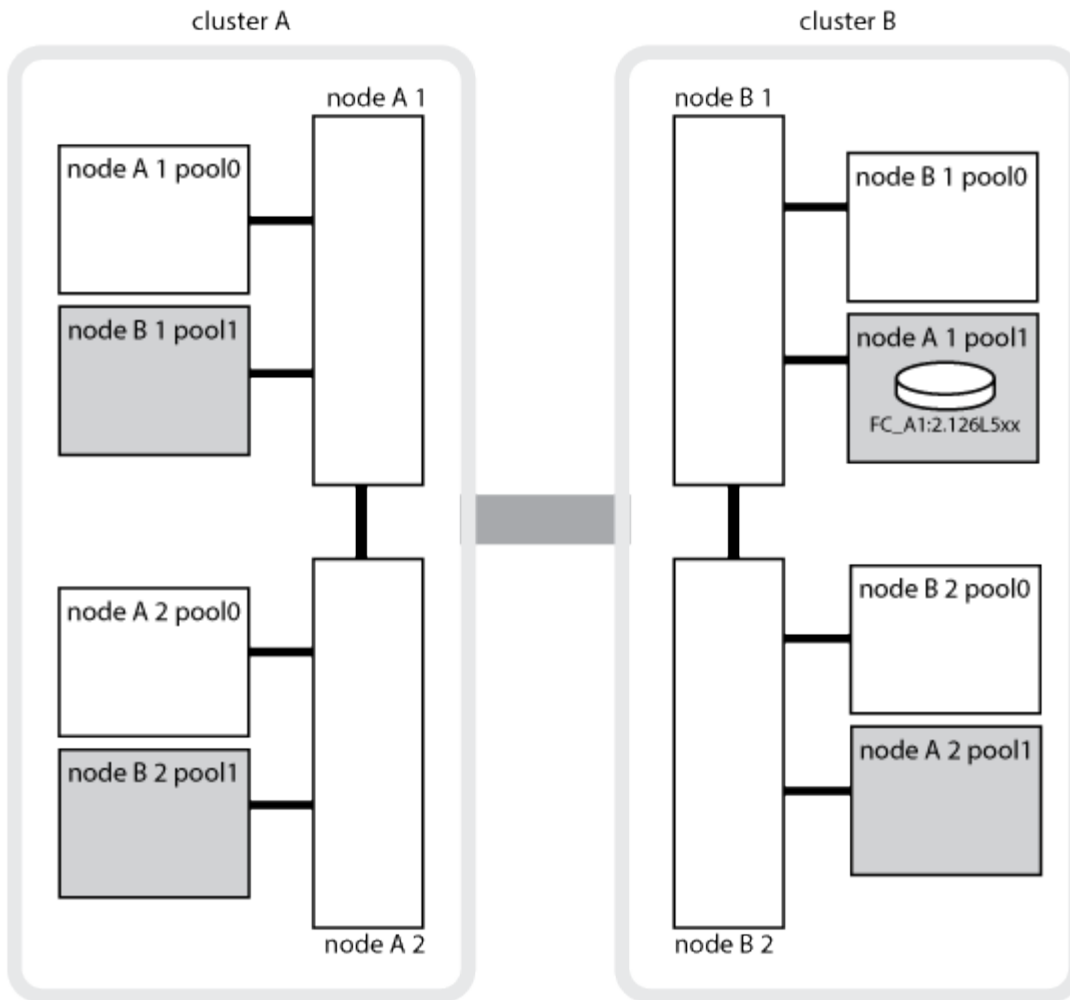 cluster A
cluster B
node A 1
node B 1
node A 1 pool0
node B 1 pool0
node B 1 pool1
node A 1 pool1
FC_A1:2.126L5xx
node A 2 pool0
node B 2 pool0
node B 2 pool1
node A 2 pool1
node A 2
node B 2